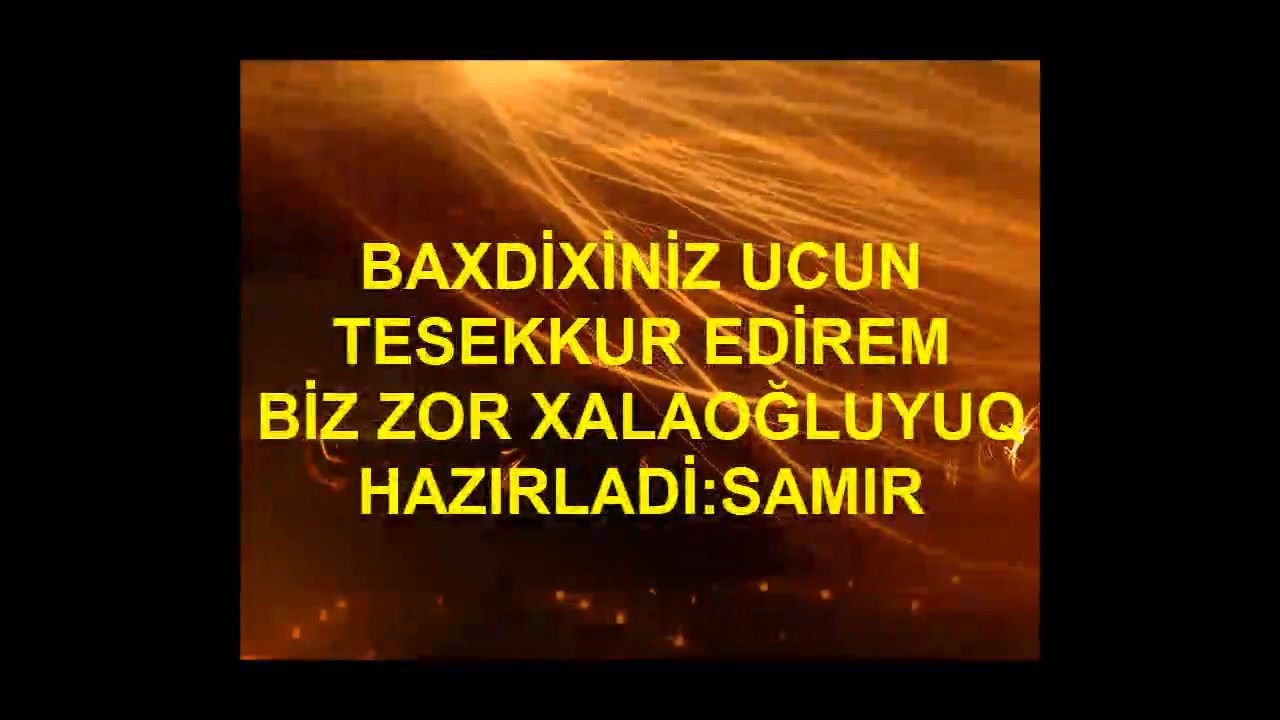 BAXDİXİNİZ UCUN
TESEKKUR EDİREM
BİZ ZOR XALAOĞLUYUQ
HAZIRLADİ:SAMIR